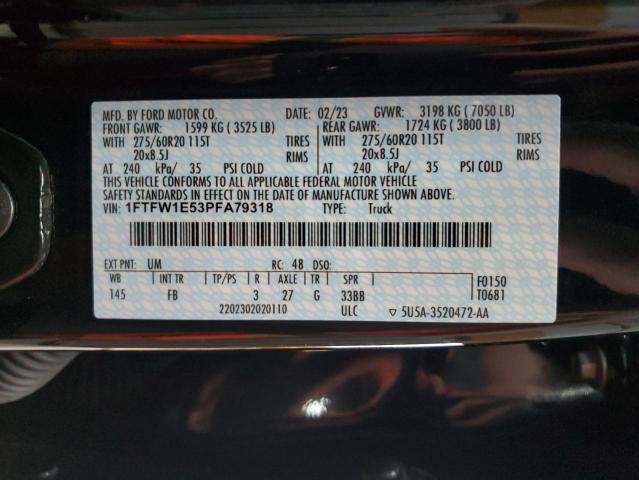 MFD. BY FORD MOTOR CO. DATE: 02/23 GVWR: 3198 KG ( 7050 LB)
FRONT GAWR: 1599 KG ( 3525 LB) REAR GAWR: 1724 KG ( 3800 LB)
WITH 275/60R20 115T TIRES WITH 275/60R20 115T TIRES
20x8.5J RIMS 20x8.5J RIMS
AT 240 kPa/ 35 PSI COLD AT 240 kPa/ 35 PSI COLD
THIS VEHICLE CONFORMS TO ALL APPLICABLE FEDERAL MOTOR VEHICLE
SAFETY STANDARDS IN EFFECT ON THE DATE OF MANUFACTURE SHOWN ABOVE.
VIN: 1FTFW1E53PFA79318 TYPE: Truck
EXT PNT: UM RC: 48 DSO:
WB INT TR TP/PS R AXLE TR SPR F0150
145 FB 3 27 G 33BB T0681
2202302020110 ULC ▽ 5U5A-3520472-AA